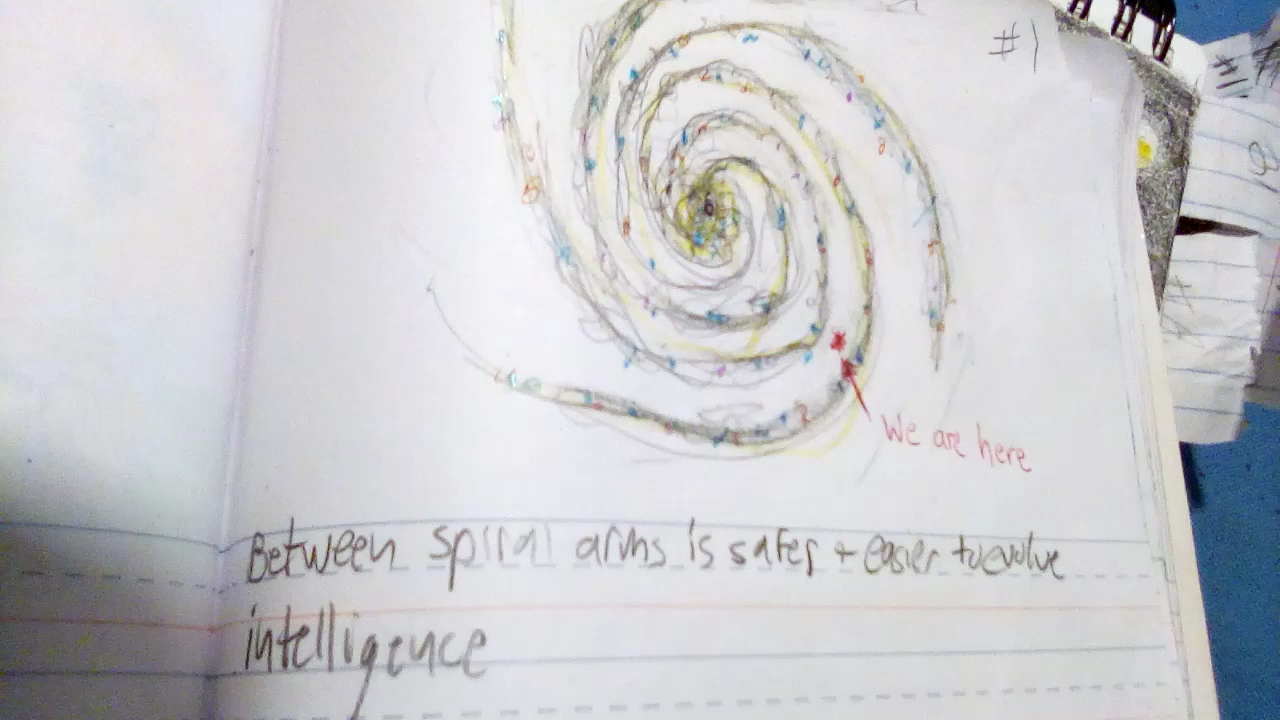 #1
We are here
Between spiral arms is safer + easier to evolve
intelligence